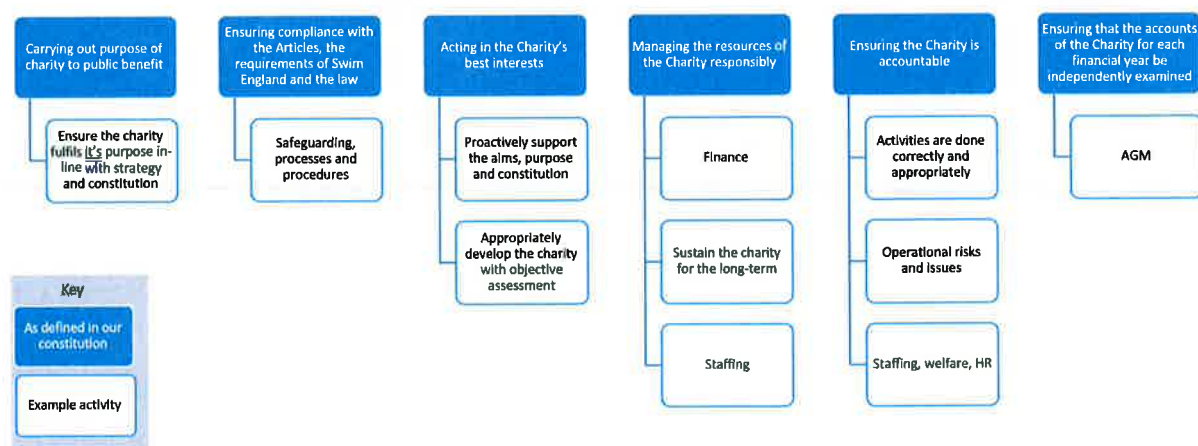 Carrying out purpose of
charity to public benefit
Ensure the charity
fulfils it's purpose in-
line with strategy
and constitution
Ensuring compliance with
the Articles, the
requirements of Swim
England and the law
Safeguarding,
processes and
procedures
Acting in the Charity's
best interests
Proactively support
the aims, purpose
and constitution
Appropriately
develop the charity
with objective
assessment
Managing the resources of
the Charity responsibly
Finance
Sustain the charity
for the long-term
Staffing
Ensuring the Charity is
accountable
Activities are done
correctly and
appropriately
Operational risks
and issues
Staffing, welfare, HR
Ensuring that the accounts
of the Charity for each
financial year be
independently examined
AGM
Key
As defined in our
constitution
Example activity